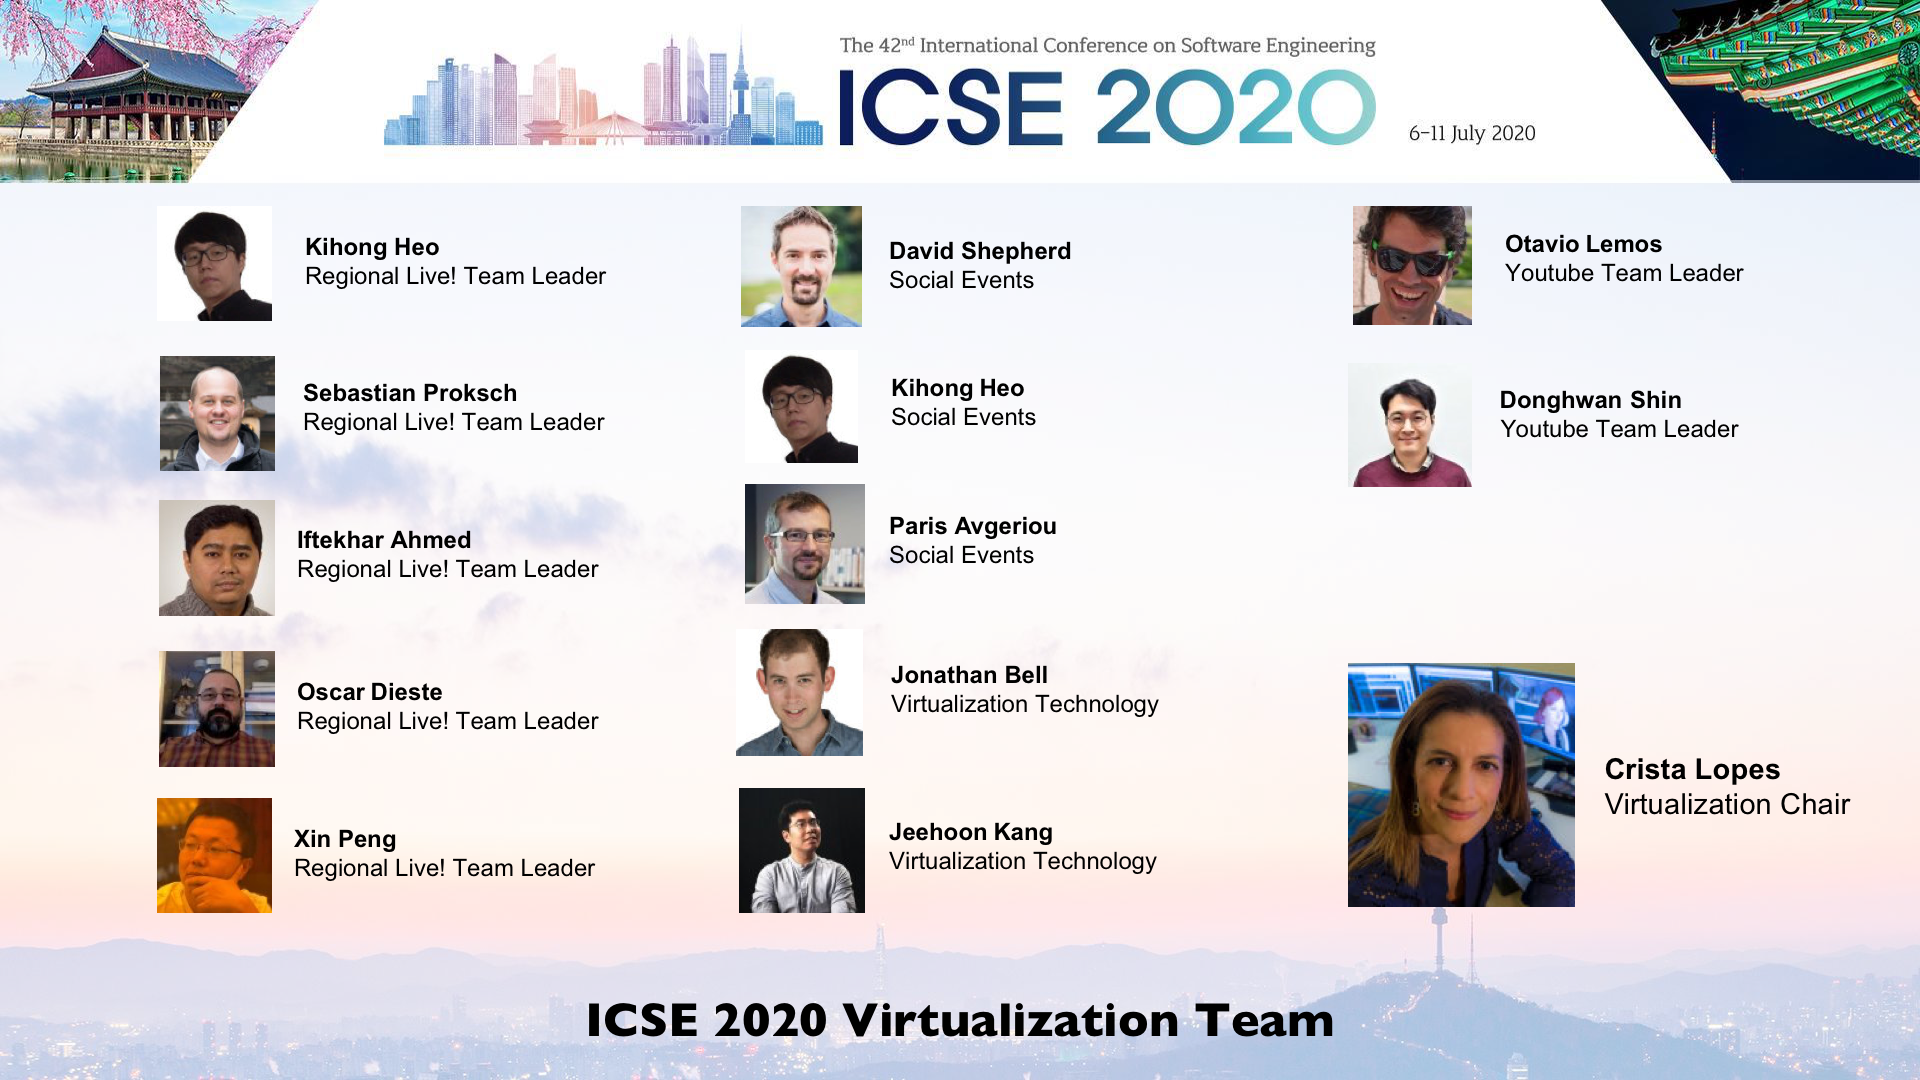 The 42nd International Conference on Software Engineering
ICSE 2020
6-11 July 2020
Kihong Heo
Regional Live! Team Leader
Sebastian Proksch
Regional Live! Team Leader
Iftekhar Ahmed
Regional Live! Team Leader
Oscar Dieste
Regional Live! Team Leader
Xin Peng
Regional Live! Team Leader
David Shepherd
Social Events
Kihong Heo
Social Events
Paris Avgeriou
Social Events
Jonathan Bell
Virtualization Technology
Jeehoon Kang
Virtualization Technology
Otavio Lemos
Youtube Team Leader
Donghwan Shin
Youtube Team Leader
Crista Lopes
Virtualization Chair
ICSE 2020 Virtualization Team